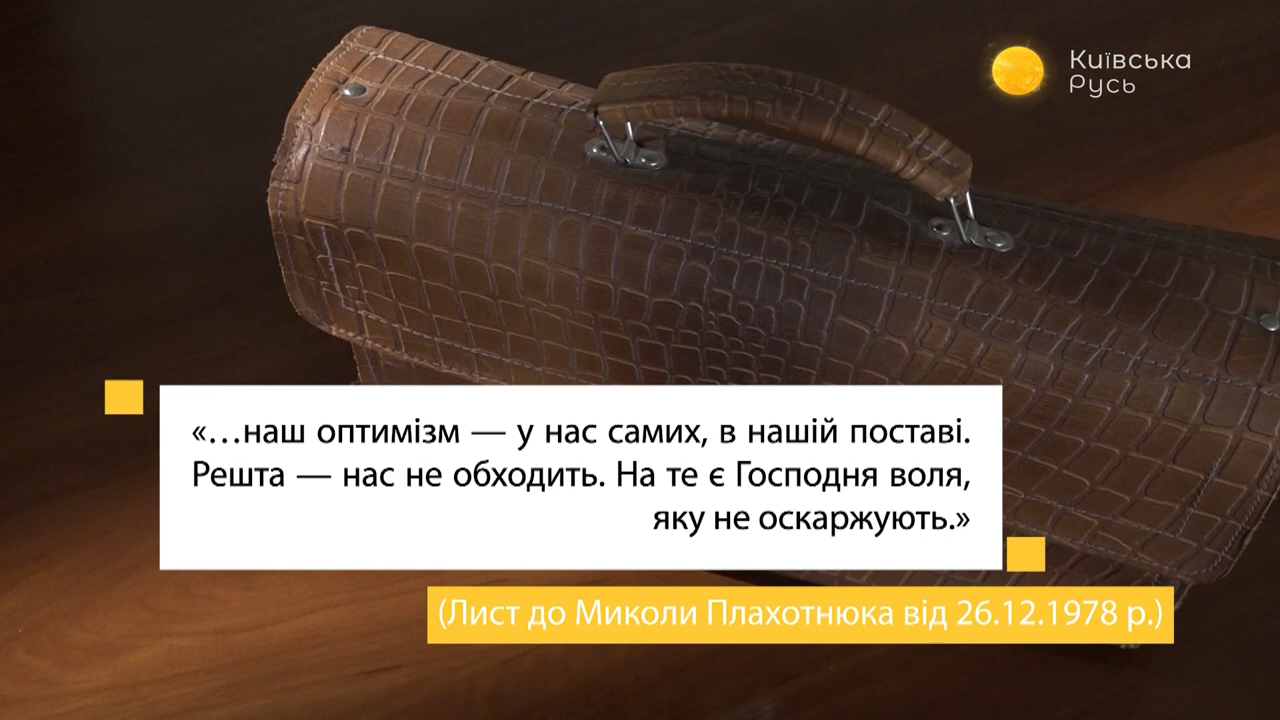 Київська
Русь
«…наш оптимізм — у нас самих, в нашій поставі.
Решта — нас не обходить. На те є Господня воля,
яку не оскаржують.»
(Лист до Миколи Плахотнюка від 26.12.1978 р.)